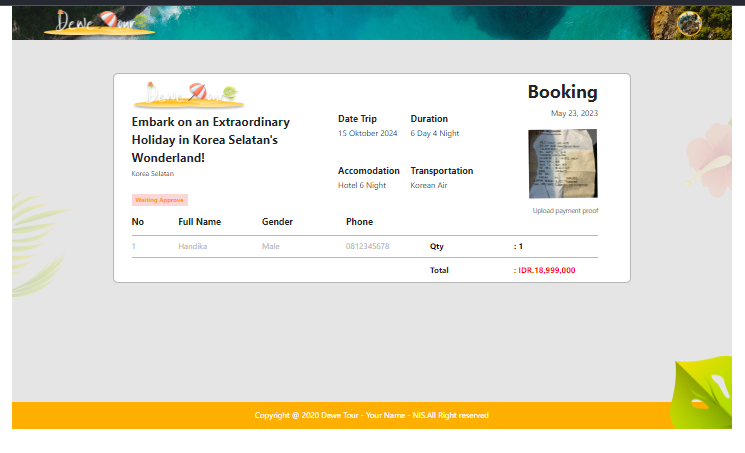 Dewe Tour
Dewe Tour
Booking
May 23, 2023
Embark on an Extraordinary
Holiday in Korea Selatan's
Wonderland!
Korea Selatan
Waiting Approve
Date Trip Duration
15 Oktober 2024 6 Day 4 Night
Accomodation Transportation
Hotel 6 Night Korean Air
Upload payment proof
No Full Name Gender Phone
1 Handika Male 0812345678 Qty : 1
Total : IDR.18,999,000
Copyright @ 2020 Dewe Tour - Your Name - NIS.All Right reserved